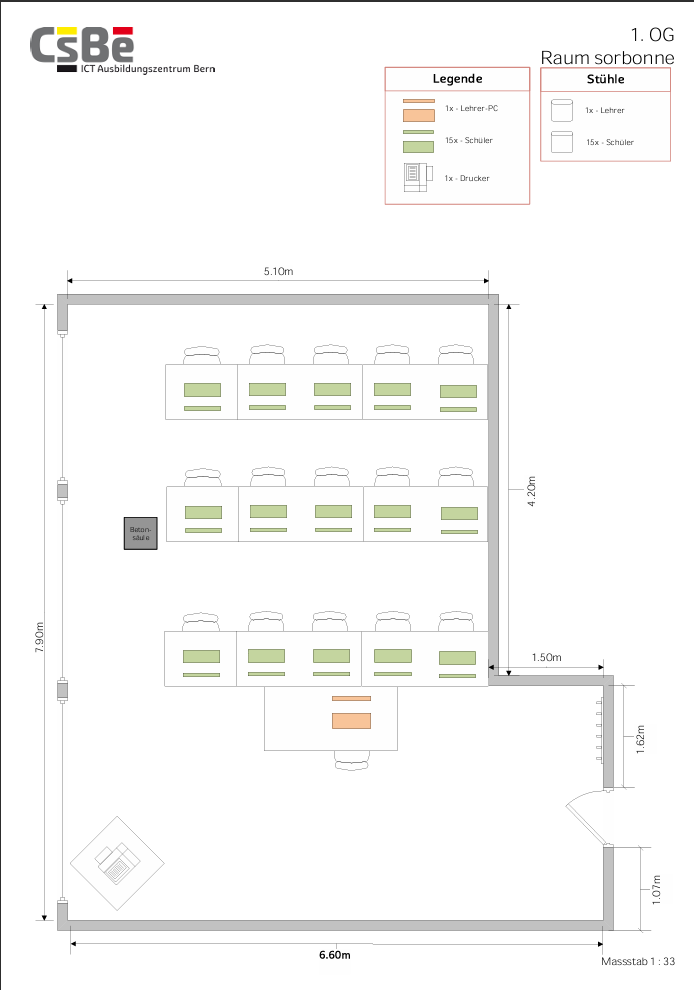 CsBe
ICT Ausbildungszentrum Bern
1. OG
Raum sorbonne
Legende
1x - Lehrer-PC
15x - Schüler
1x - Drucker
Stühle
1x - Lehrer
15x - Schüler
5.10m
4.20m
Beton-
säule
7.90m
1.50m
1.62m
1.07m
6.60m
Massstab 1 : 33